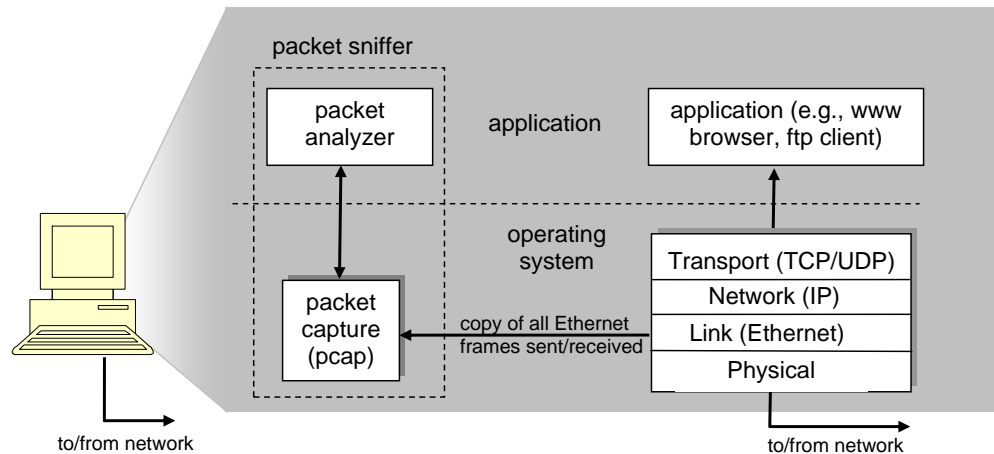 packet sniffer
packet
analyzer
application
application (e.g., www
browser, ftp client)
operating
system
packet
capture
(pcap)
copy of all Ethernet
frames sent/received
Transport (TCP/UDP)
Network (IP)
Link (Ethernet)
Physical
to/from network
to/from network